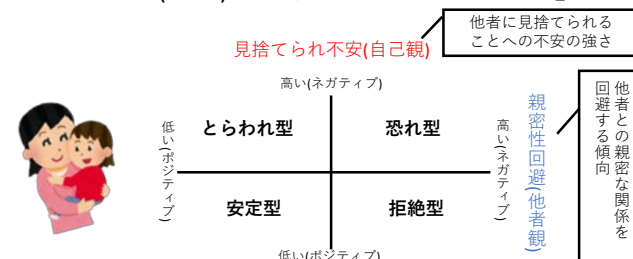 他者に見捨てられる
ことへの不安の強さ
見捨てられ不安(自己観)
高い(ネガティブ)
とらわれ型
恐れ型
低い(ポジティブ)
高い(ネガティブ)
親密性回避(他者観)
他者との親密な関係を
回避する傾向
安定型
拒絶型
低い(ポジティブ)